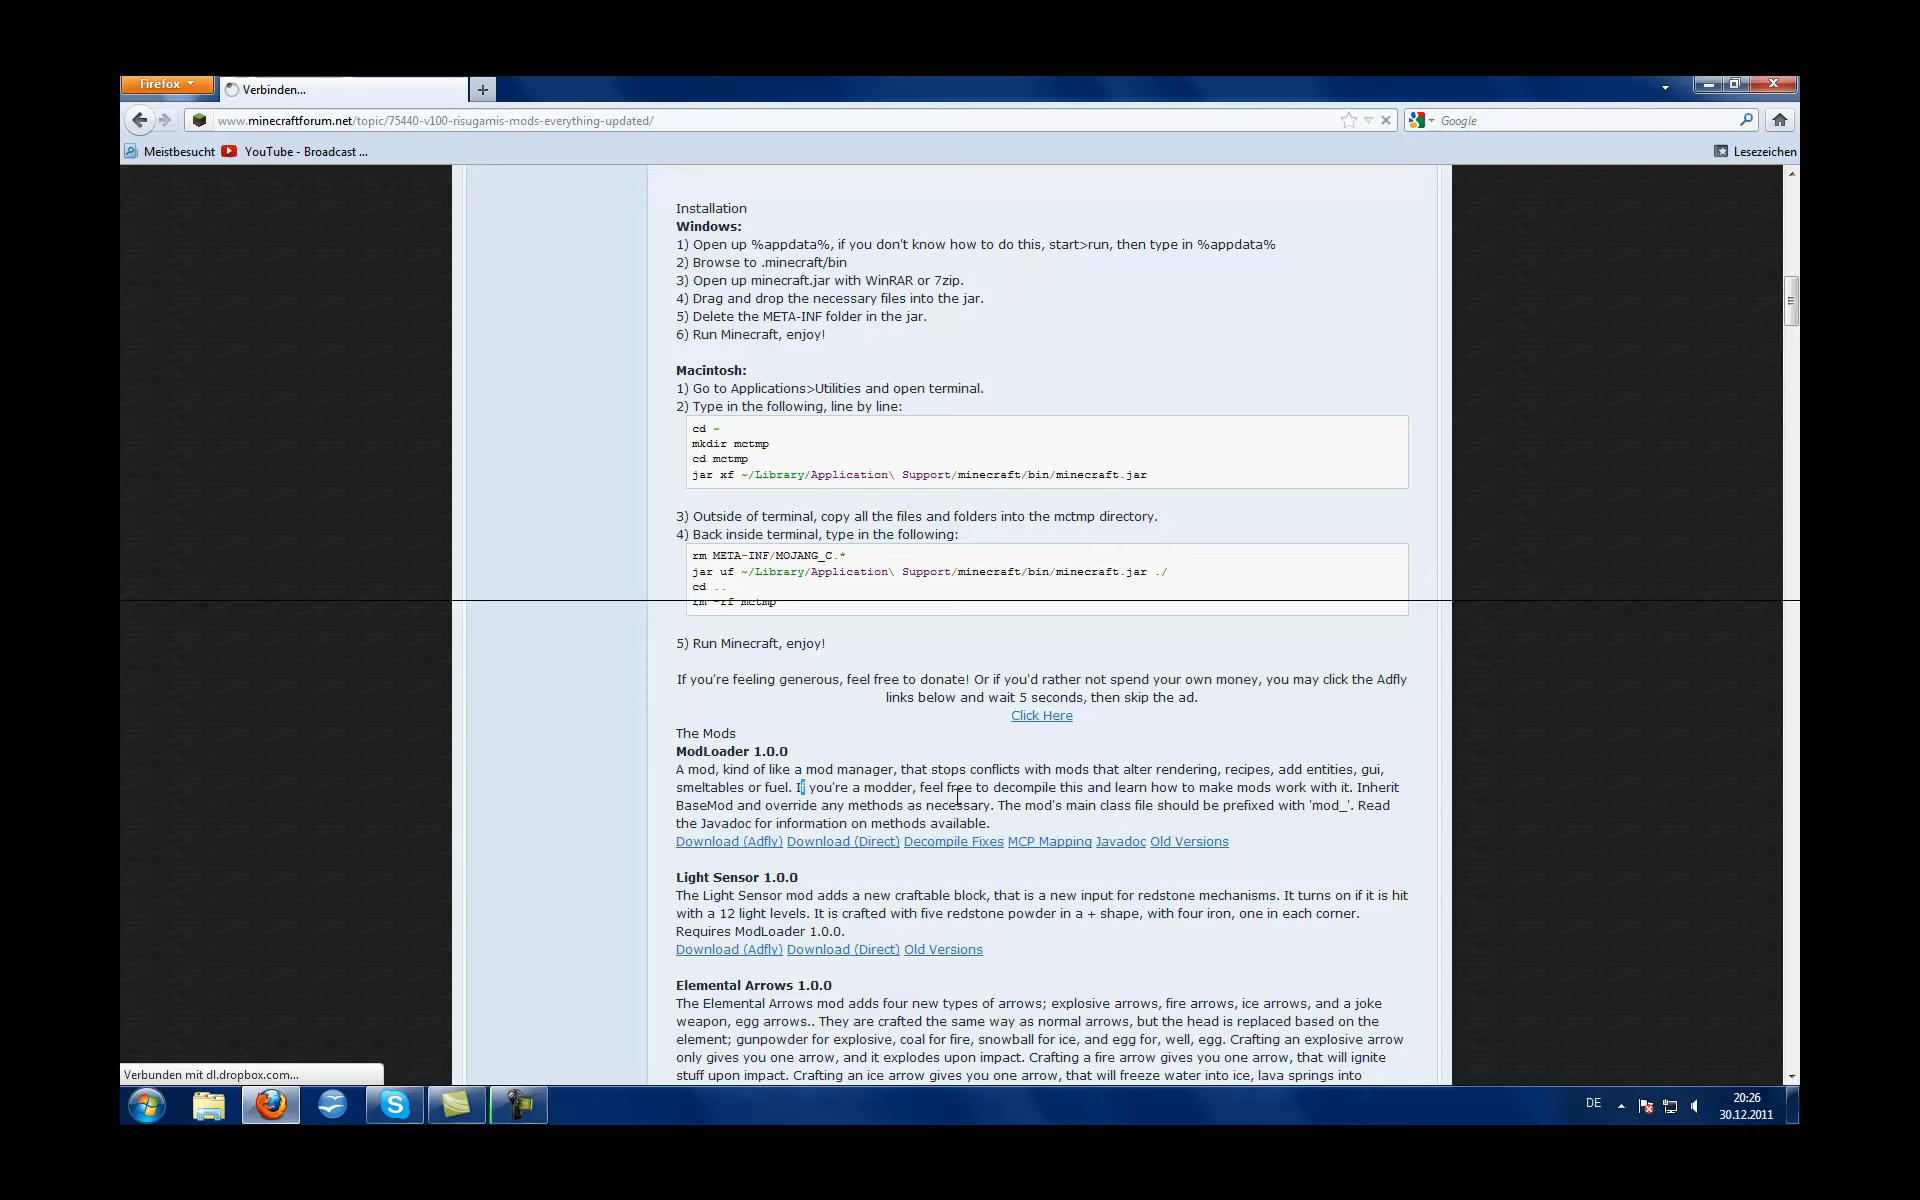 Firefox
Verbinden...
www.minecraftforum.net/topic/75440-v100-risugamis-mods-everything-updated/
Google
Meistbesucht
YouTube - Broadcast ...
Lesezeichen
Installation
Windows:
1) Open up %appdata%, if you don't know how to do this, start>run, then type in %appdata%
2) Browse to .minecraft/bin
3) Open up minecraft.jar with WinRAR or 7zip.
4) Drag and drop the necessary files into the jar.
5) Delete the META-INF folder in the jar.
6) Run Minecraft, enjoy!
Macintosh:
1) Go to Applications>Utilities and open terminal.
2) Type in the following, line by line:
cd ~
mkdir mctmp
cd mctmp
jar xf ~/Library/Application\ Support/minecraft/bin/minecraft.jar
3) Outside of terminal, copy all the files and folders into the mctmp directory.
4) Back inside terminal, type in the following:
rm META-INF/MOJANG_C.*
jar uf ~/Library/Application\ Support/minecraft/bin/minecraft.jar ./
cd ..
rm -rf mctmp
5) Run Minecraft, enjoy!
If you're feeling generous, feel free to donate! Or if you'd rather not spend your own money, you may click the Adfly
links below and wait 5 seconds, then skip the ad.
Click Here
The Mods
ModLoader 1.0.0
A mod, kind of like a mod manager, that stops conflicts with mods that alter rendering, recipes, add entities, gui,
smeltables or fuel. If you're a modder, feel free to decompile this and learn how to make mods work with it. Inherit
BaseMod and override any methods as necessary. The mod's main class file should be prefixed with 'mod_'. Read
the Javadoc for information on methods available.
Download (Adfly) Download (Direct) Decompile Fixes MCP Mapping Javadoc Old Versions
Light Sensor 1.0.0
The Light Sensor mod adds a new craftable block, that is a new input for redstone mechanisms. It turns on if it is hit
with a 12 light levels. It is crafted with five redstone powder in a + shape, with four iron, one in each corner.
Requires ModLoader 1.0.0.
Download (Adfly) Download (Direct) Old Versions
Elemental Arrows 1.0.0
The Elemental Arrows mod adds four new types of arrows; explosive arrows, fire arrows, ice arrows, and a joke
weapon, egg arrows.. They are crafted the same way as normal arrows, but the head is replaced based on the
element; gunpowder for explosive, coal for fire, snowball for ice, and egg for, well, egg. Crafting an explosive arrow
only gives you one arrow, and it explodes upon impact. Crafting a fire arrow gives you one arrow, that will ignite
stuff upon impact. Crafting an ice arrow gives you one arrow, that will freeze water into ice, lava springs into
Verbunden mit dl.dropbox.com...
DE
20:26
30.12.2011